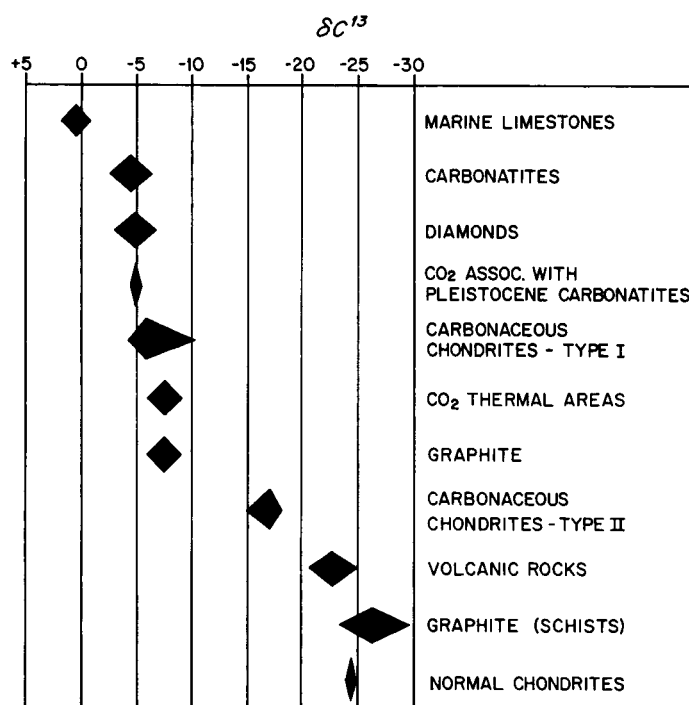 δC¹³
+5 0 -5 -10 -15 -20 -25 -30
MARINE LIMESTONES
CARBONATITES
DIAMONDS
CO₂ ASSOC. WITH
PLEISTOCENE CARBONATITES
CARBONACEOUS
CHONDRITES - TYPE I
CO₂ THERMAL AREAS
GRAPHITE
CARBONACEOUS
CHONDRITES - TYPE II
VOLCANIC ROCKS
GRAPHITE (SCHISTS)
NORMAL CHONDRITES